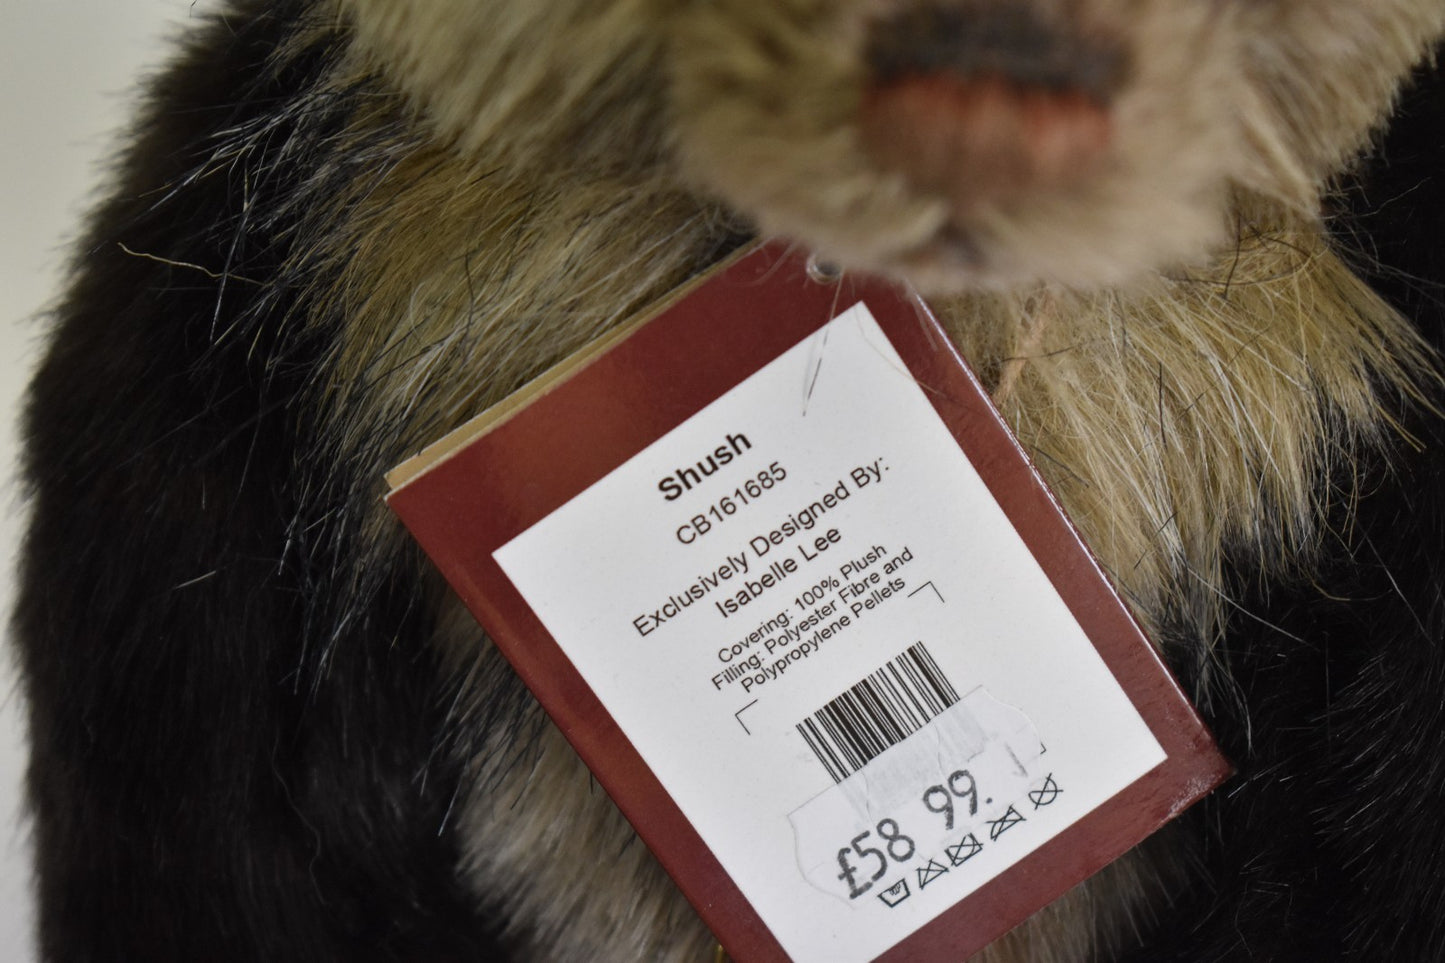 Shush
CB161685
Exclusively Designed By:
Isabelle Lee
Covering: 100% Plush
Filling: Polyester Fibre and
Polypropylene Pellets
£58 99.